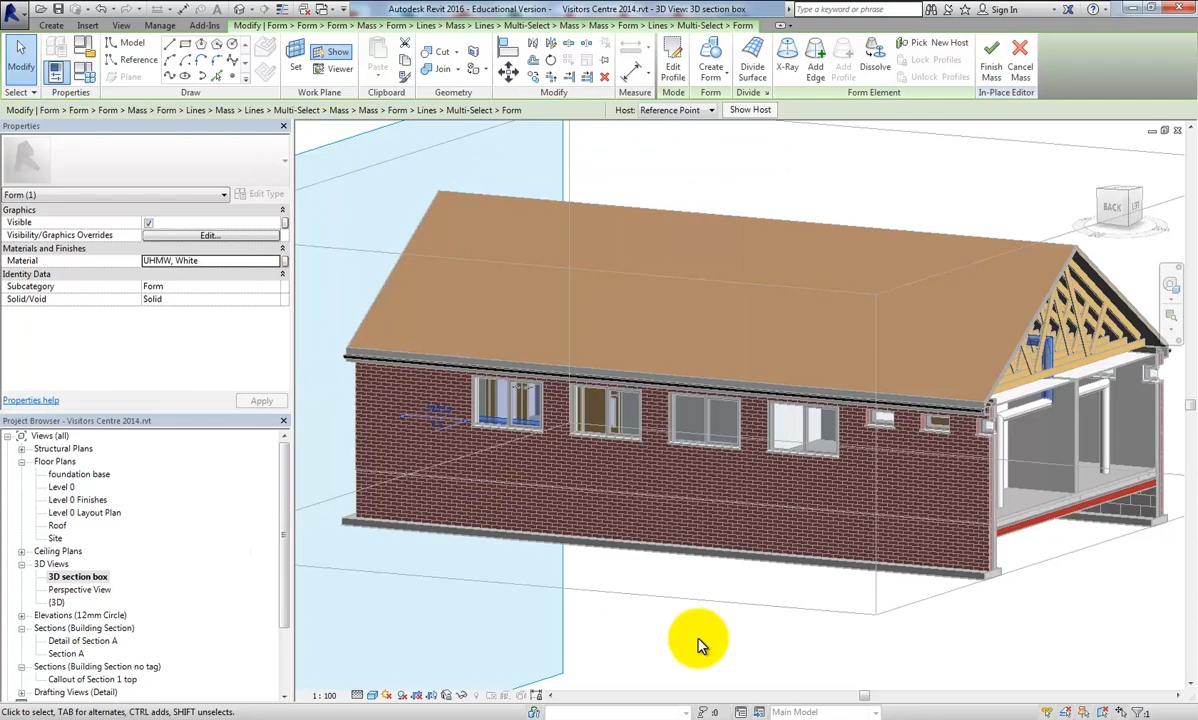 Autodesk Revit 2016 - Educational Version -    Visitors Centre 2014.rvt - 3D View: 3D section box
Type a keyword or phrase
Sign In
Create
Insert
View
Manage
Add-Ins
Modify | Form > Form > Form > Mass > Form > Lines > Mass > Form > Lines > Multi-Select > Mass > Mass > Form > Lines > Multi-Select > Form
Modify
Model
Reference
Plane
Set
Show
Viewer
Paste
Cut
Join
Edit Profile
Create Form
Divide Surface
X-Ray
Add Edge
Add Profile
Dissolve
Pick New Host
Lock Profiles
Unlock Profiles
Finish Mass
Cancel Mass
Select
Properties
Draw
Work Plane
Clipboard
Geometry
Modify
Measure
Mode
Form
Divide
Form Element
In-Place Editor
Modify | Form > Form > Form > Mass > Form > Lines > Mass > Form > Lines > Multi-Select > Mass > Mass > Form > Lines > Multi-Select > Form
Host: Reference Point
Show Host
Properties
Form (1)
Edit Type
Graphics
Visible
Visibility/Graphics Overrides
Edit...
Materials and Finishes
Material
UHMW, White
Identity Data
Subcategory
Form
Solid/Void
Solid
Properties help
Apply
Project Browser - Visitors Centre 2014.rvt
Views (all)
Structural Plans
Floor Plans
foundation base
Level 0
Level 0 Finishes
Level 0 Layout Plan
Roof
Site
Ceiling Plans
3D Views
3D section box
Perspective View
{3D}
Elevations (12mm Circle)
Sections (Building Section)
Detail of Section A
Section A
Sections (Building Section no tag)
Callout of Section 1 top
Drafting Views (Detail)
BACK
1 : 100
Click to select, TAB for alternates, CTRL adds, SHIFT unselects.
:0
Main Model
:1